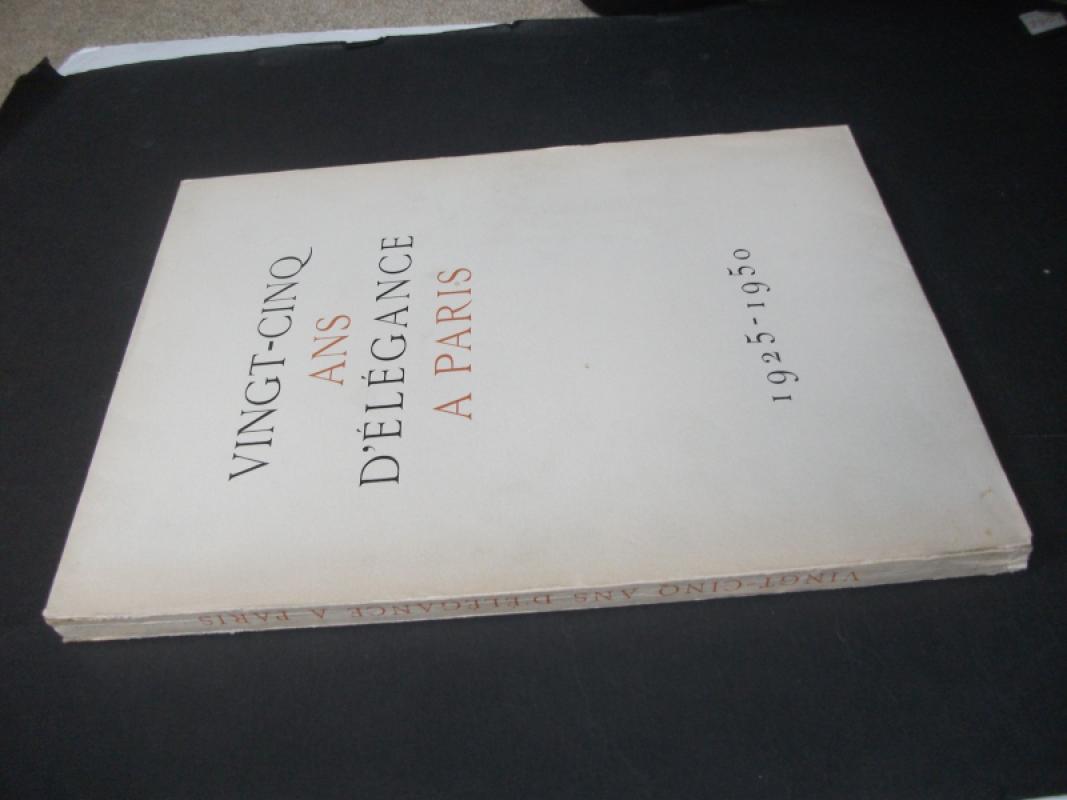 VINGT-CINQ
ANS
D'ÉLÉGANCE
A PARIS
1925-1950
VINGT-CINQ ANS D'ÉLÉGANCE A PARIS